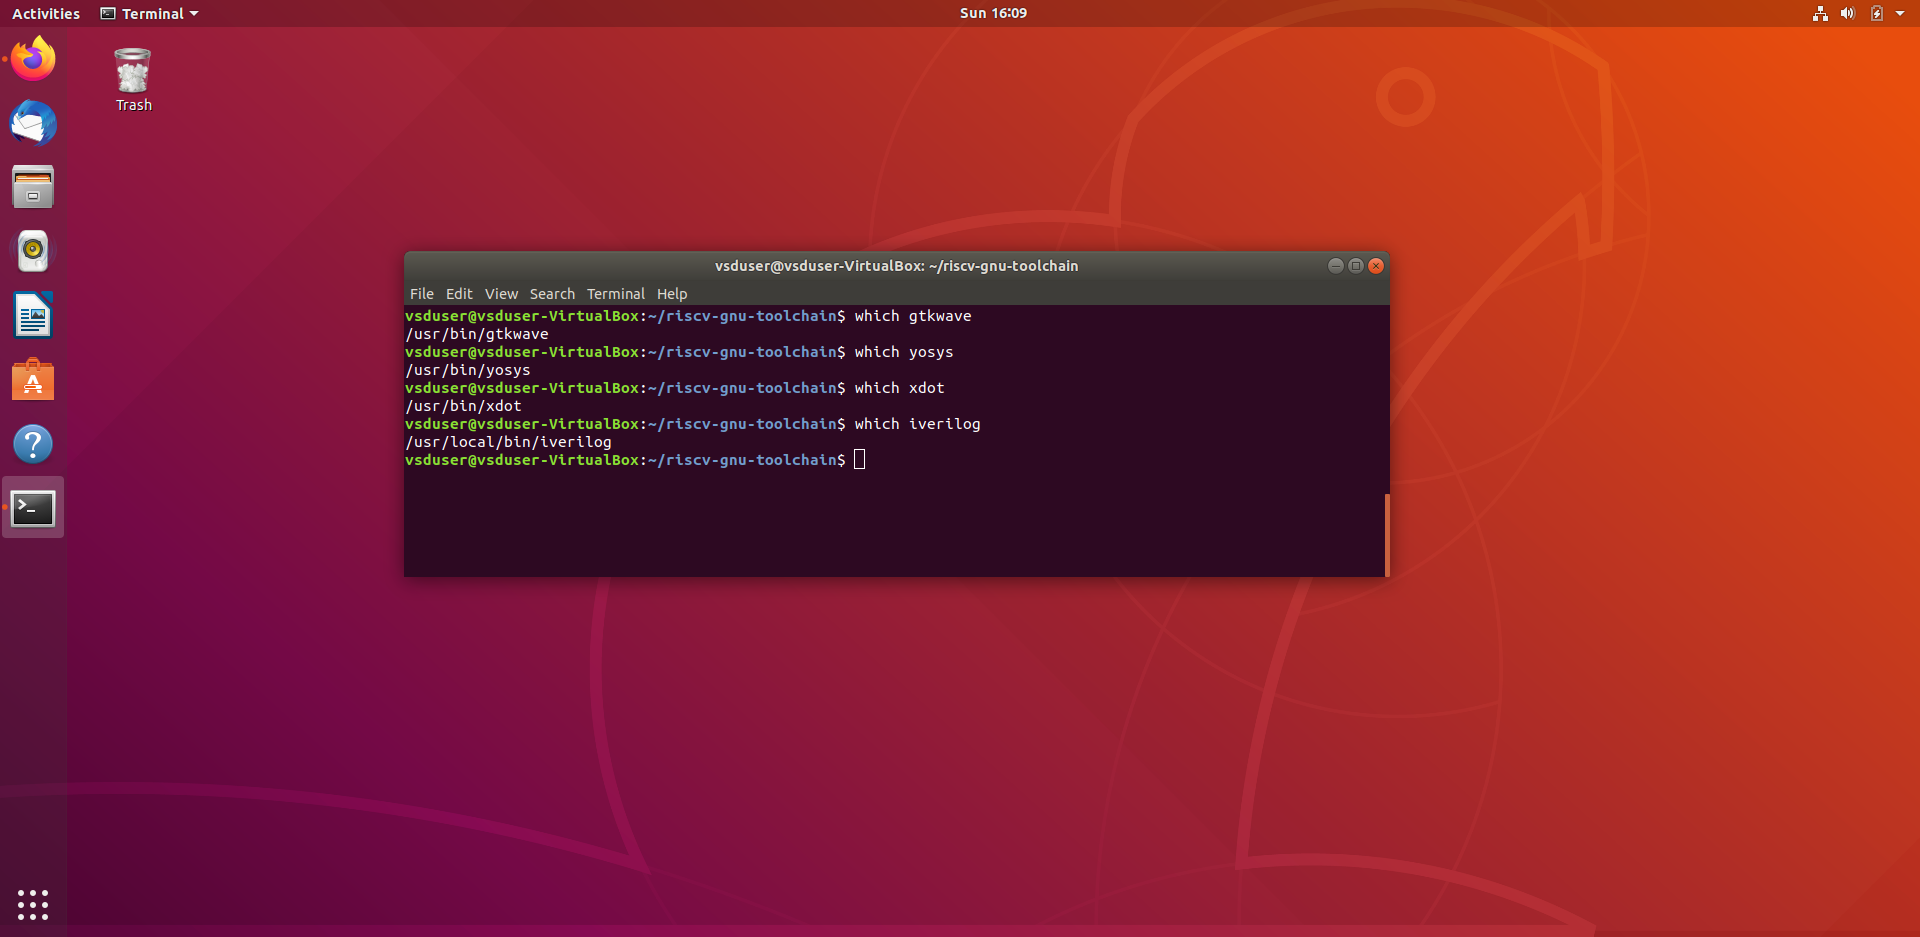 Activities Terminal Sun 16:09
Trash
vsduser@vsduser-VirtualBox: ~/riscv-gnu-toolchain
File Edit View Search Terminal Help
vsduser@vsduser-VirtualBox:~/riscv-gnu-toolchain$ which gtkwave
/usr/bin/gtkwave
vsduser@vsduser-VirtualBox:~/riscv-gnu-toolchain$ which yosys
/usr/bin/yosys
vsduser@vsduser-VirtualBox:~/riscv-gnu-toolchain$ which xdot
/usr/bin/xdot
vsduser@vsduser-VirtualBox:~/riscv-gnu-toolchain$ which iverilog
/usr/local/bin/iverilog
vsduser@vsduser-VirtualBox:~/riscv-gnu-toolchain$